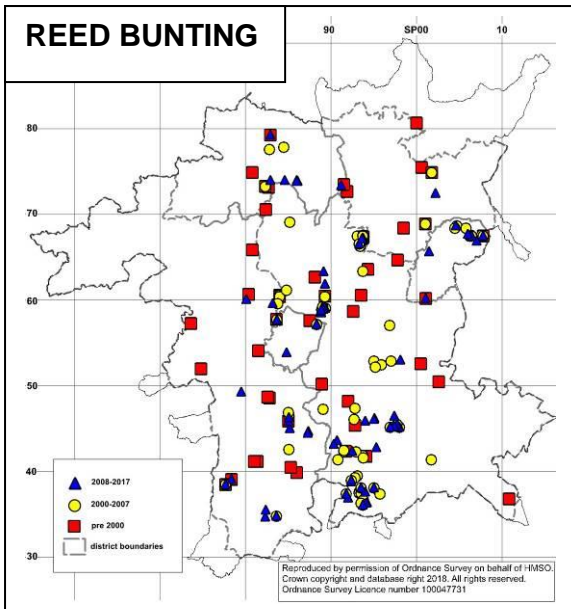 REED BUNTING
90 SP00 10
80
70
60
50
40
30
2008-2017
2000-2007
pre 2000
district boundaries
Reproduced by permission of Ordnance Survey on behalf of HMSO.
Crown copyright and database right 2018. All rights reserved.
Ordnance Survey Licence number 100047731